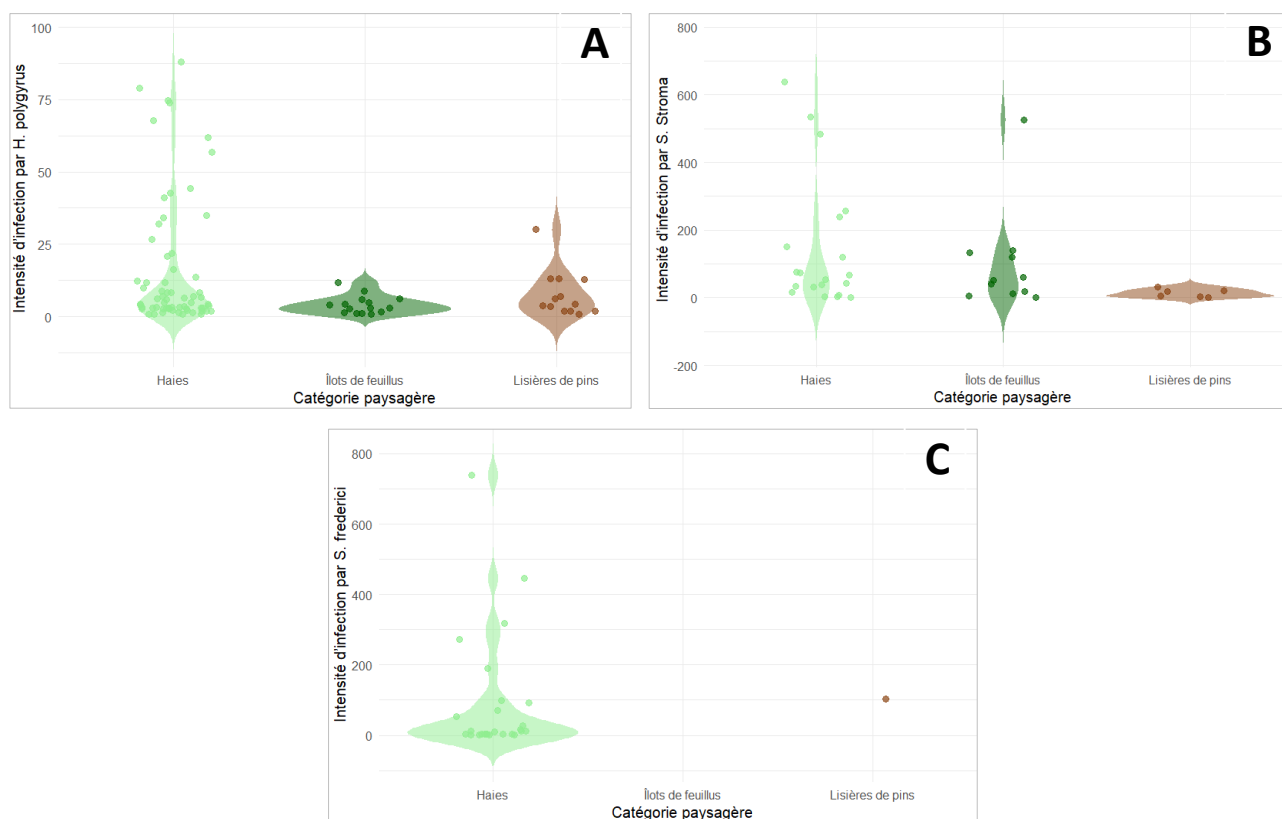 A
Intensité d'infection par H. polygyrus
100
75
50
25
0
Haies
Îlots de feuillus
Lisières de pins
Catégorie paysagère
B
Intensité d'infection par S. Stroma
800
600
400
200
0
-200
Haies
Îlots de feuillus
Lisières de pins
Catégorie paysagère
C
Intensité d'infection par S. frederici
800
600
400
200
0
Haies
Îlots de feuillus
Lisières de pins
Catégorie paysagère